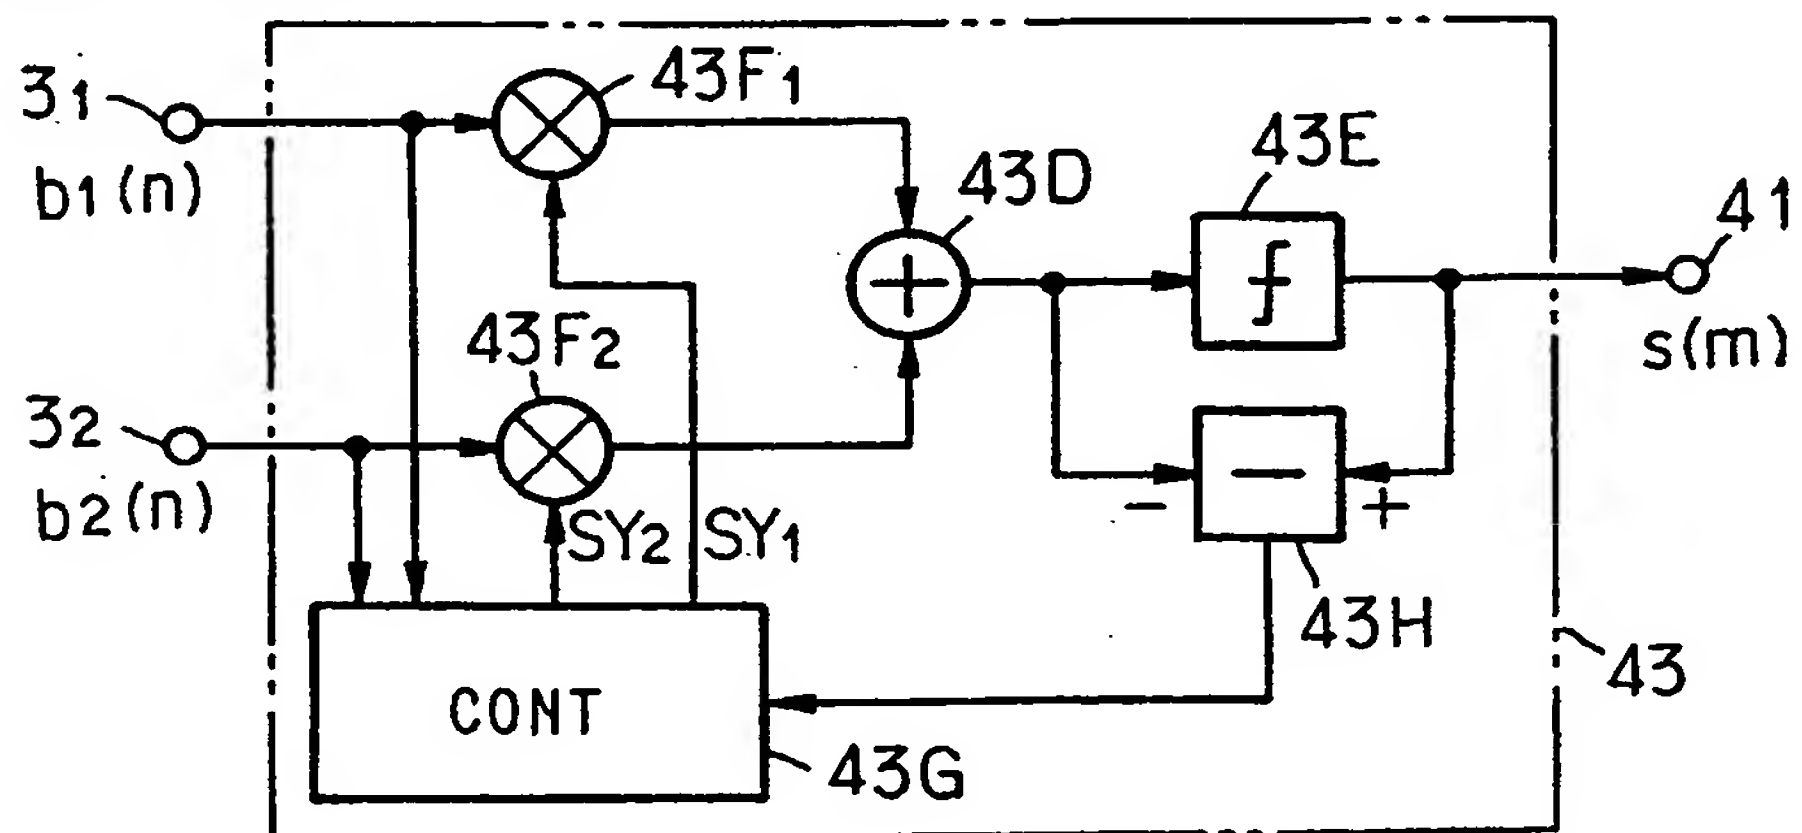 3₁
43F₁
43E
43D
41
b₁(n)
43F₂
s(m)
3₂
b₂(n)
SY₂
SY₁
−
+
43H
43
CONT
43G